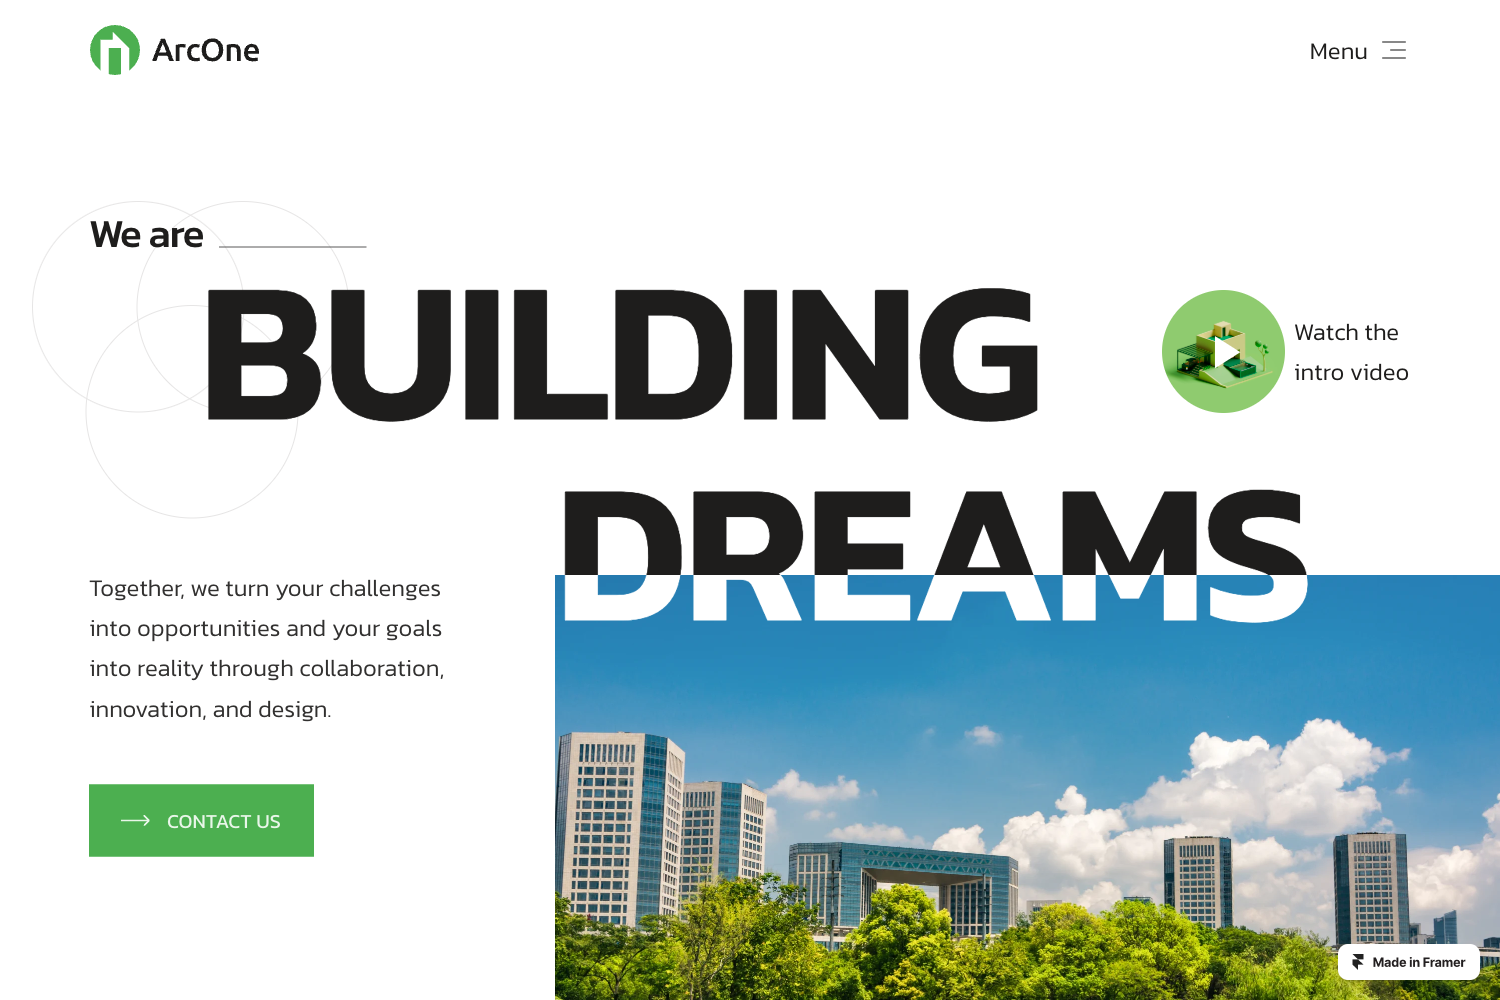 ArcOne
Menu
We are
BUILDING
Watch the
intro video
DREAMS
Together, we turn your challenges
into opportunities and your goals
into reality through collaboration,
innovation, and design.
CONTACT US
Made in Framer